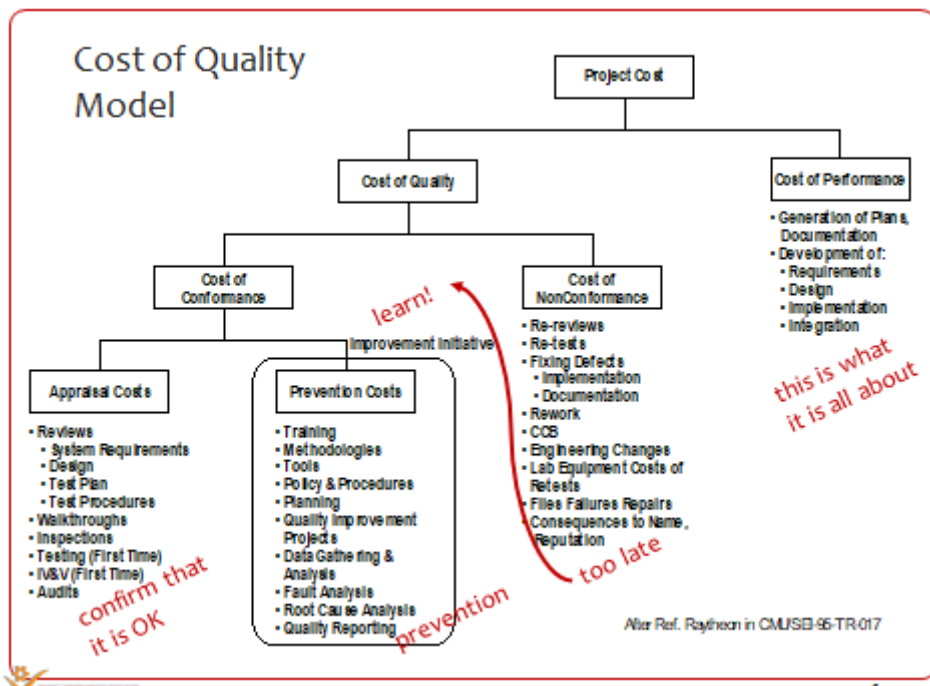 Cost of Quality
Model
Project Cost
Cost of Quality
Cost of Performance
▪ Generation of Plans,
Documentation
▪ Development of:
▪ Requirements
▪ Design
▪ Implementation
▪ Integration
this is what
it is all about
Cost of
Conformance
Cost of
NonConformance
learn!
Improvement Initiative
▪ Re-reviews
▪ Re-tests
▪ Fixing Defects
▪ Implementation
▪ Documentation
▪ Rework
▪ CCB
▪ Engineering Changes
▪ Lab Equipment Costs of
Retests
▪ Files Failures Repairs
▪ Consequences to Name,
Reputation
too late
Appraisal Costs
▪ Reviews
▪ System Requirements
▪ Design
▪ Test Plan
▪ Test Procedures
▪ Walkthroughs
▪ Inspections
▪ Testing (First Time)
▪ IV&V (First Time)
▪ Audits
confirm that
it is OK
Prevention Costs
▪ Training
▪ Methodologies
▪ Tools
▪ Policy & Procedures
▪ Planning
▪ Quality Improvement
Projects
▪ Data Gathering &
Analysis
▪ Fault Analysis
▪ Root Cause Analysis
▪ Quality Reporting
prevention
After Ref. Raytheon in CMU/SEI-95-TR-017